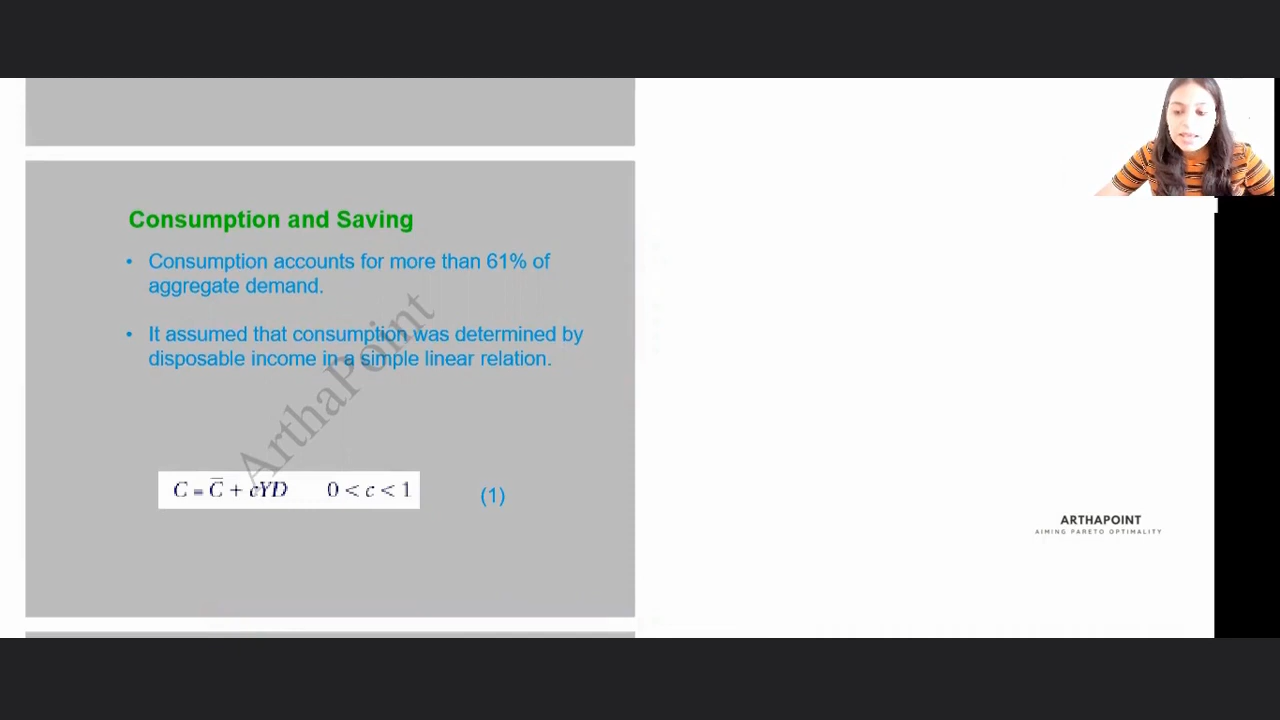 Consumption and Saving
• Consumption accounts for more than 61% of
aggregate demand.
• It assumed that consumption was determined by
disposable income in a simple linear relation.
ArthaPoint
C = C̅ + cYD 0 < c < 1 (1)
ARTHAPOINT
AIMING PARETO OPTIMALITY